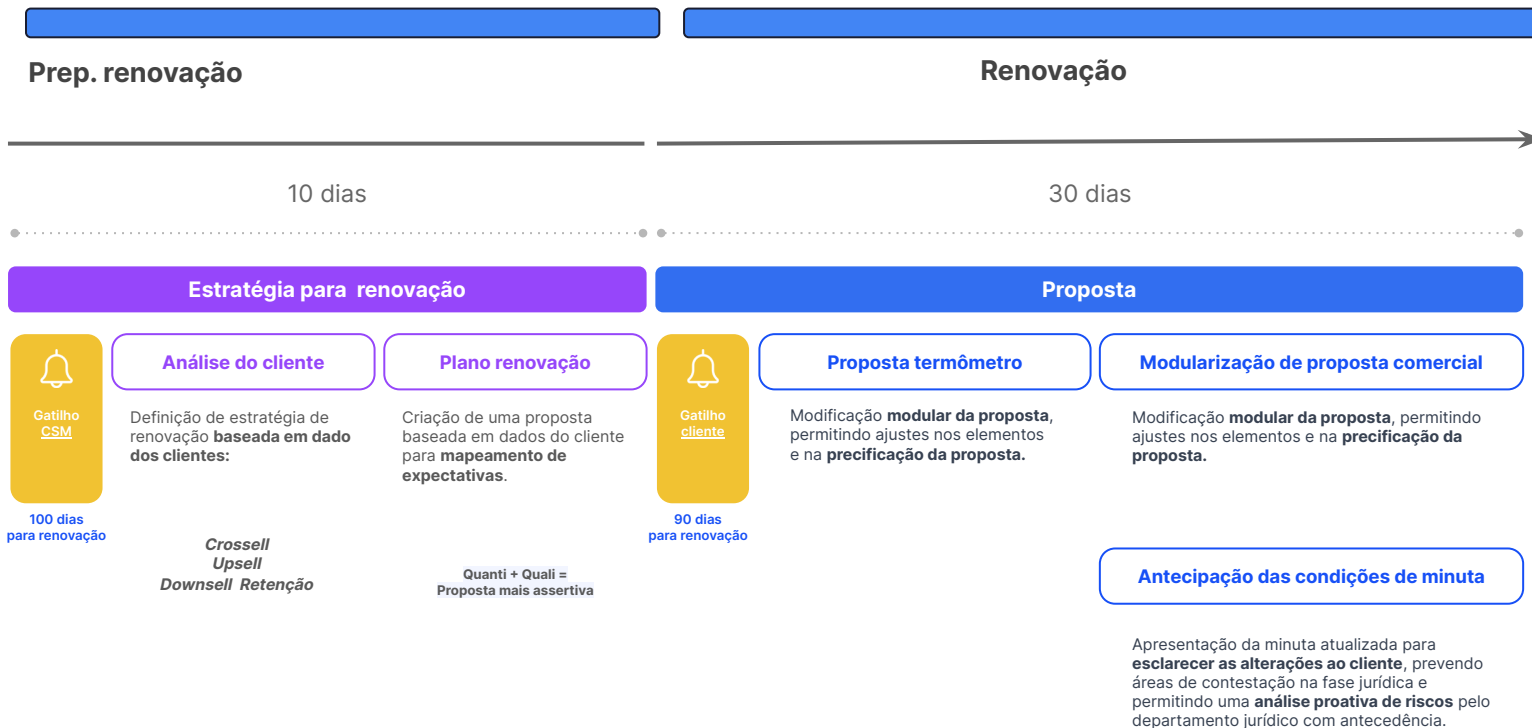 Prep. renovação
Renovação
10 dias
30 dias
Estratégia para renovação
Proposta
Gatilho
CSM
100 dias
para renovação
Análise do cliente
Definição de estratégia de
renovação baseada em dado
dos clientes:
Crossell
Upsell
Downsell Retenção
Plano renovação
Criação de uma proposta
baseada em dados do cliente
para mapeamento de
expectativas.
Quanti + Quali =
Proposta mais assertiva
Gatilho
cliente
90 dias
para renovação
Proposta termômetro
Modificação modular da proposta,
permitindo ajustes nos elementos
e na precificação da proposta.
Modularização de proposta comercial
Modificação modular da proposta, permitindo
ajustes nos elementos e na precificação da
proposta.
Antecipação das condições de minuta
Apresentação da minuta atualizada para
esclarecer as alterações ao cliente, prevendo
áreas de contestação na fase jurídica e
permitindo uma análise proativa de riscos pelo
departamento jurídico com antecedência.